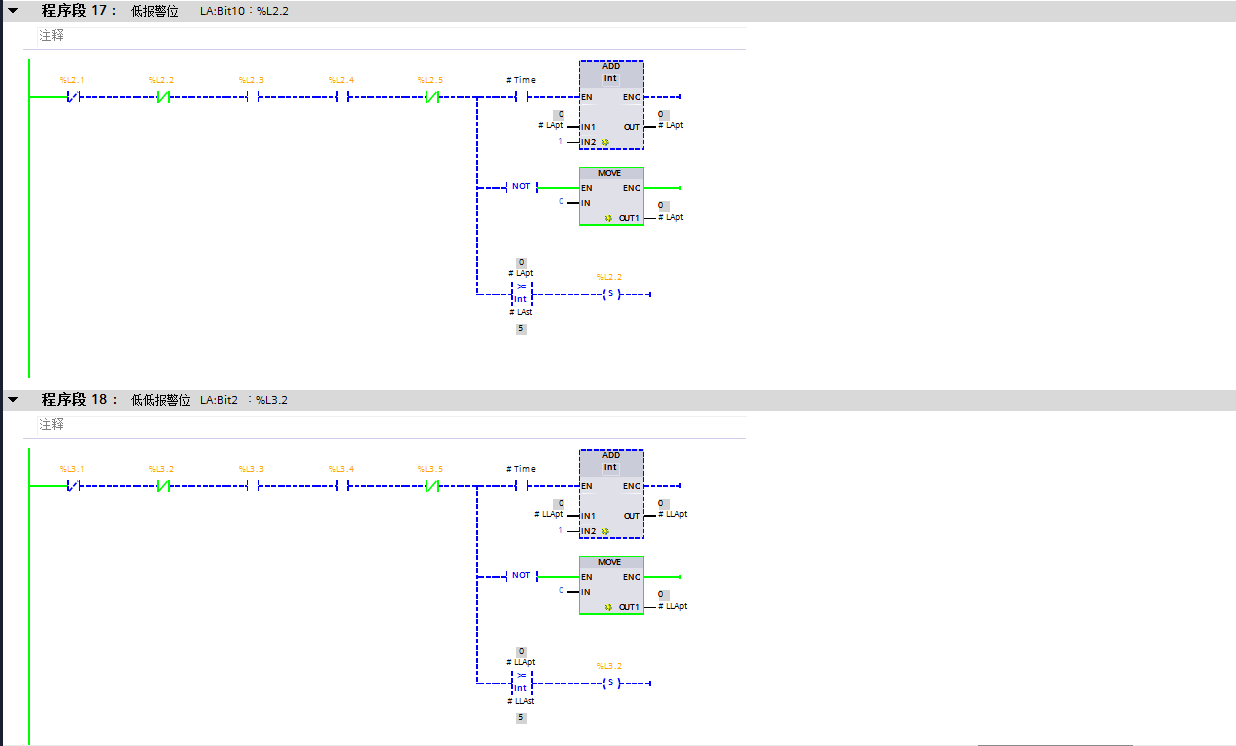 程序段 17： 低报警位 LA:Bit10：%L2.2
注释
%L2.1 %L2.2 %L2.3 %L2.4 %L2.5 # Time ADD
Int
EN ENO
0 0
# LApt IN1 OUT # LApt
1 IN2
MOVE
NOT EN ENO
0 IN 0
OUT1 # LApt
0
# LApt %L2.2
>= S
Int
# LAst
5
程序段 18： 低低报警位 LA:Bit2 ：%L3.2
注释
%L3.1 %L3.2 %L3.3 %L3.4 %L3.5 # Time ADD
Int
EN ENO
0 0
# LLApt IN1 OUT # LLApt
1 IN2
MOVE
NOT EN ENO
0 IN 0
OUT1 # LLApt
0
# LLApt %L3.2
>= S
Int
# LLAst
5